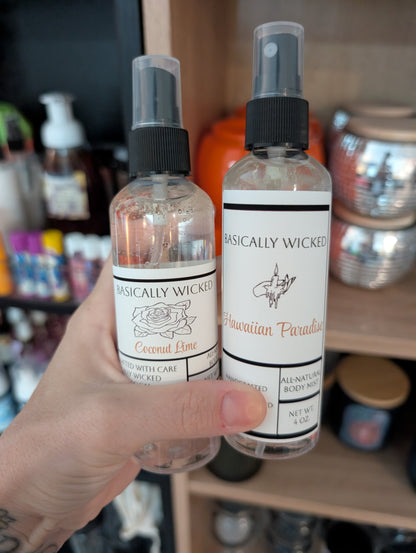 BASICALLY WICKED
Coconut Lime
BASICALLY WICKED
Hawaiian Paradise
ALL-NATURAL
BODY MIST
NET WT.
4 OZ.
WITH CARE
WICKED